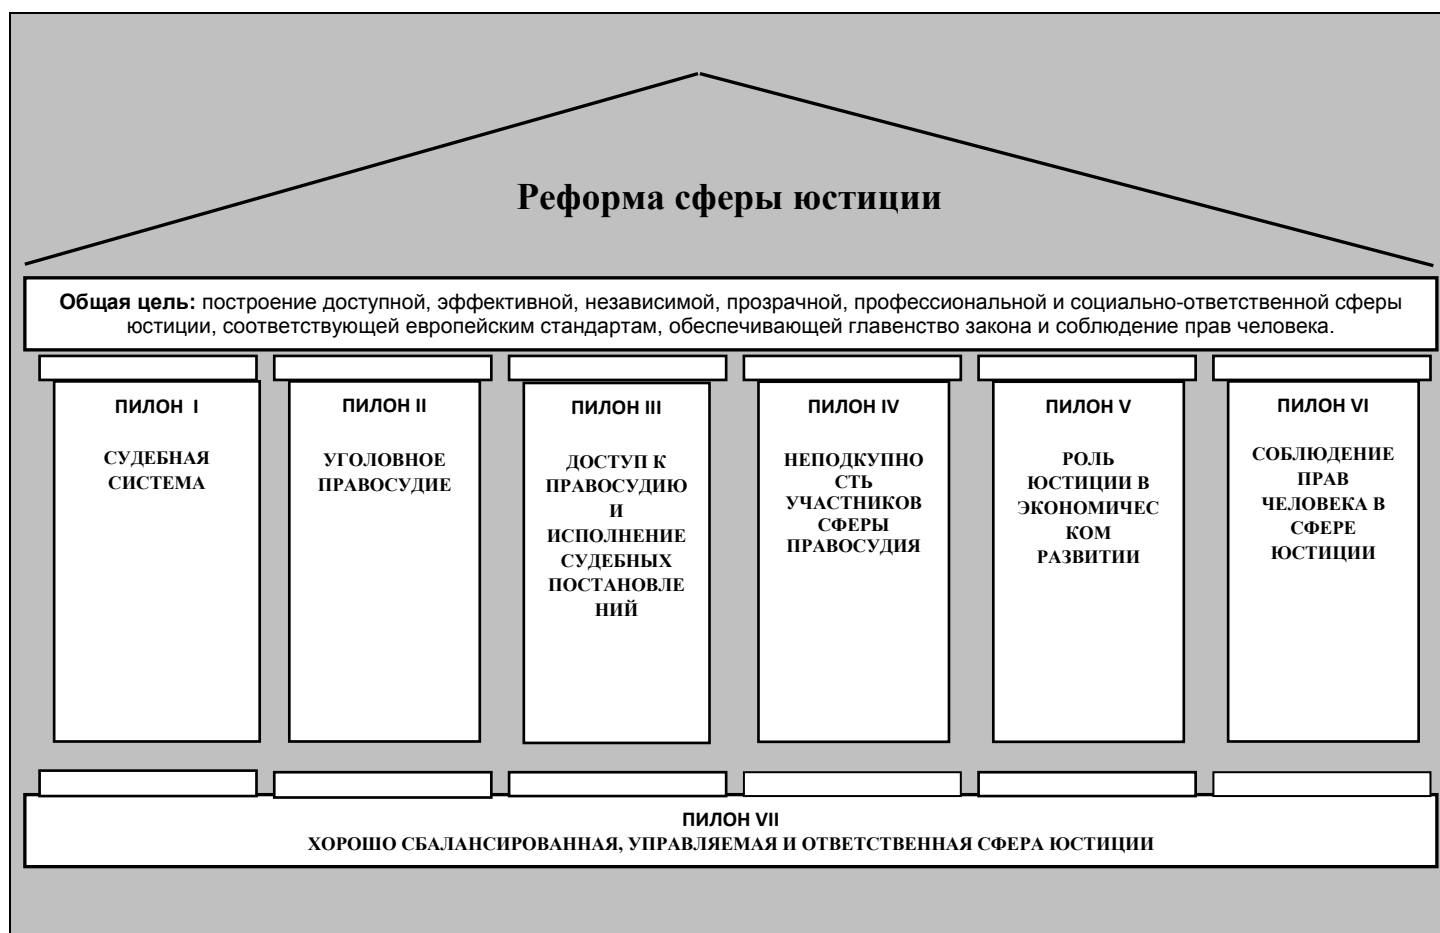 Реформа сферы юстиции
Общая цель: построение доступной, эффективной, независимой, прозрачной, профессиональной и социально-ответственной сферы
юстиции, соответствующей европейским стандартам, обеспечивающей главенство закона и соблюдение прав человека.
ПИЛОН I
СУДЕБНАЯ
СИСТЕМА
ПИЛОН II
УГОЛОВНОЕ
ПРАВОСУДИЕ
ПИЛОН III
ДОСТУП К
ПРАВОСУДИЮ
И
ИСПОЛНЕНИЕ
СУДЕБНЫХ
ПОСТАНОВЛЕ
НИЙ
ПИЛОН IV
НЕПОДКУПНО
СТЬ
УЧАСТНИКОВ
СФЕРЫ
ПРАВОСУДИЯ
ПИЛОН V
РОЛЬ
ЮСТИЦИИ В
ЭКОНОМИЧЕС
КОМ
РАЗВИТИИ
ПИЛОН VI
СОБЛЮДЕНИЕ
ПРАВ
ЧЕЛОВЕКА В
СФЕРЕ
ЮСТИЦИИ
ПИЛОН VII
ХОРОШО СБАЛАНСИРОВАННАЯ, УПРАВЛЯЕМАЯ И ОТВЕТСТВЕННАЯ СФЕРА ЮСТИЦИИ